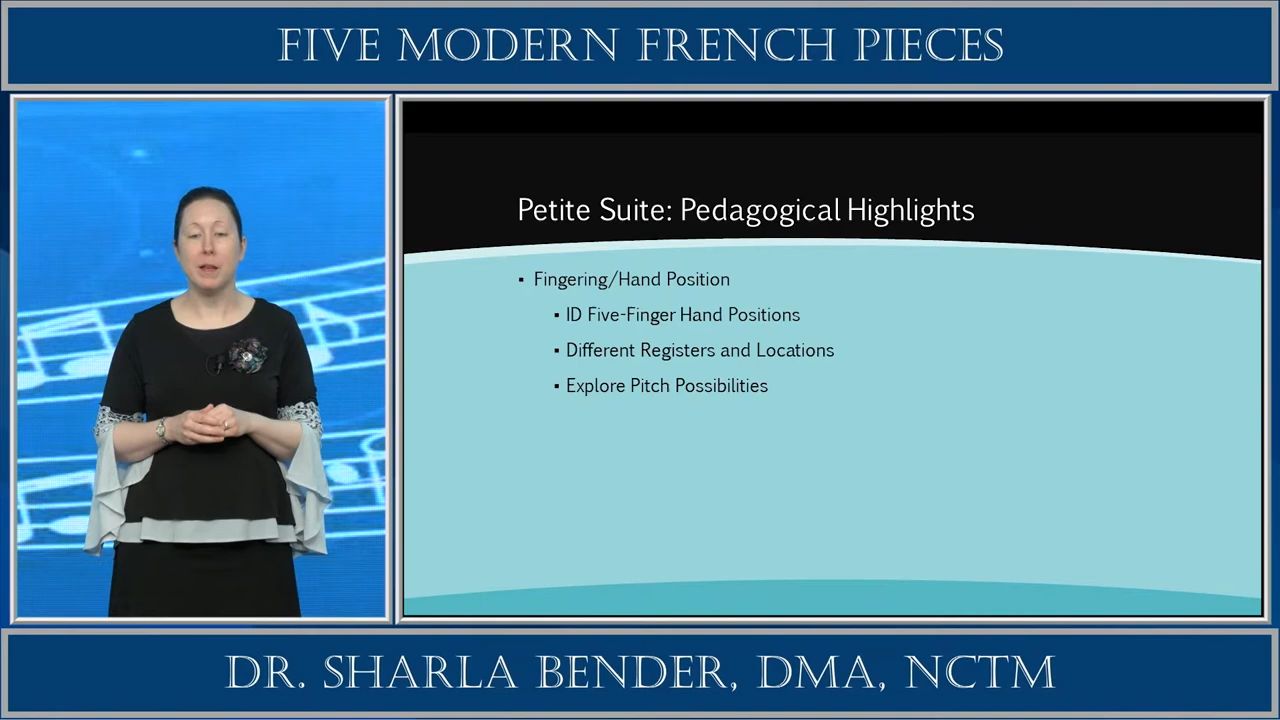 FIVE MODERN FRENCH PIECES
Petite Suite: Pedagogical Highlights
▪ Fingering/Hand Position
▪ ID Five-Finger Hand Positions
▪ Different Registers and Locations
▪ Explore Pitch Possibilities
DR. SHARLA BENDER, DMA, NCTM